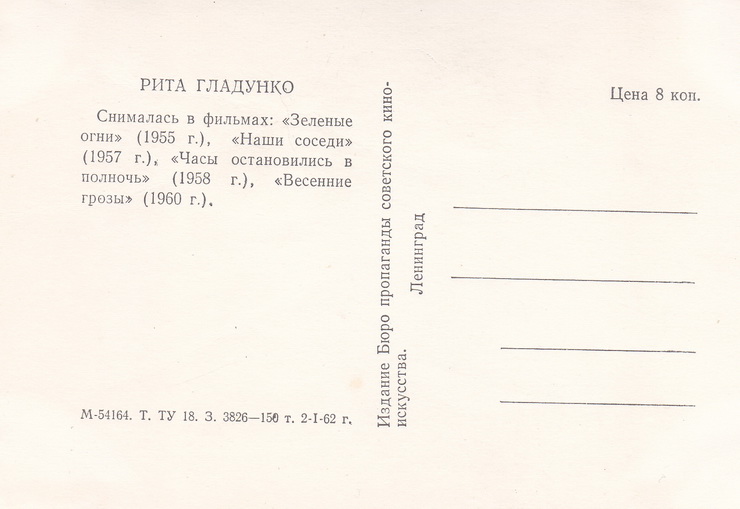 РИТА ГЛАДУНКО
Снималась в фильмах: «Зеленые
огни» (1955 г.), «Наши соседи»
(1957 г.), «Часы остановились в
полночь» (1958 г.), «Весенние
грозы» (1960 г.).
М-54164. Т. ТУ 18. З. 3826—150 т. 2-I-62 г.
Издание Бюро пропаганды советского кино-
искусства.
Ленинград
Цена 8 коп.